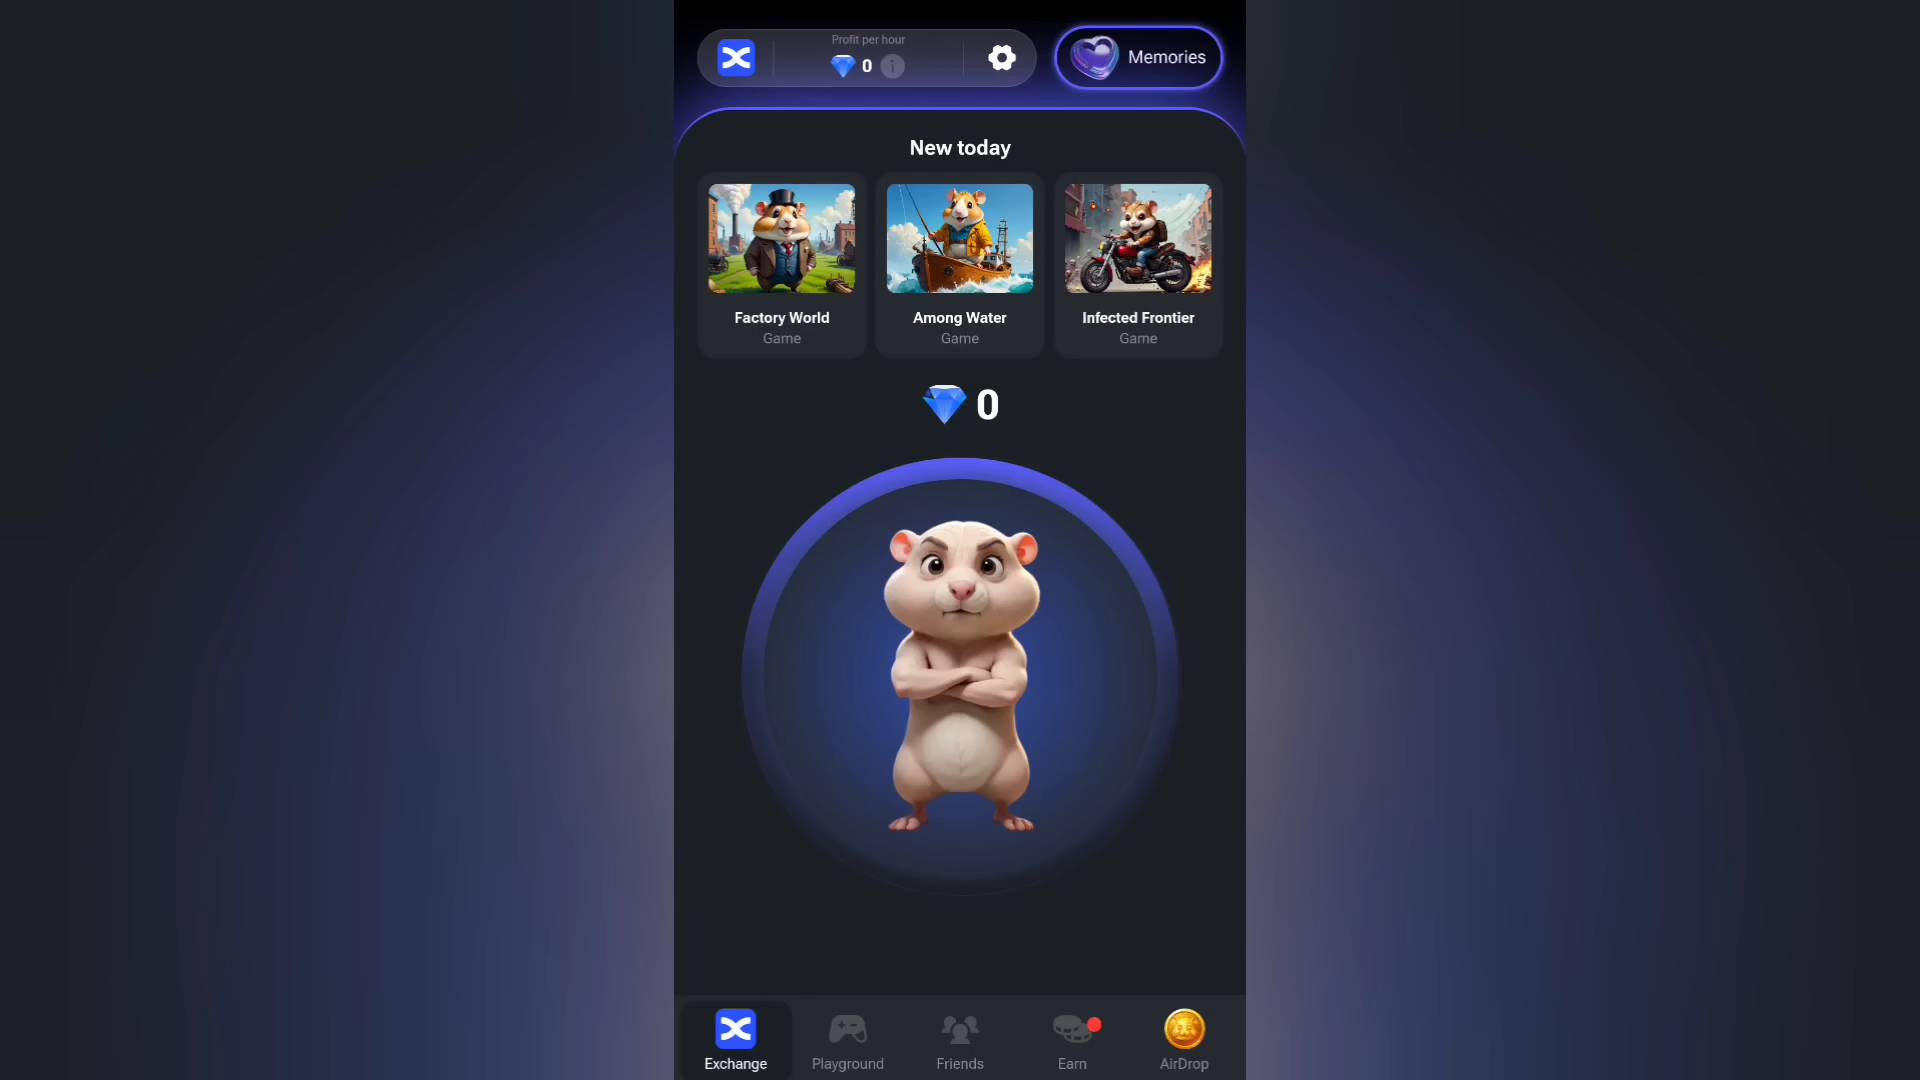 Profit per hour
0
Memories
New today
Factory World
Game
Among Water
Game
Infected Frontier
Game
0
Exchange
Playground
Friends
Earn
AirDrop